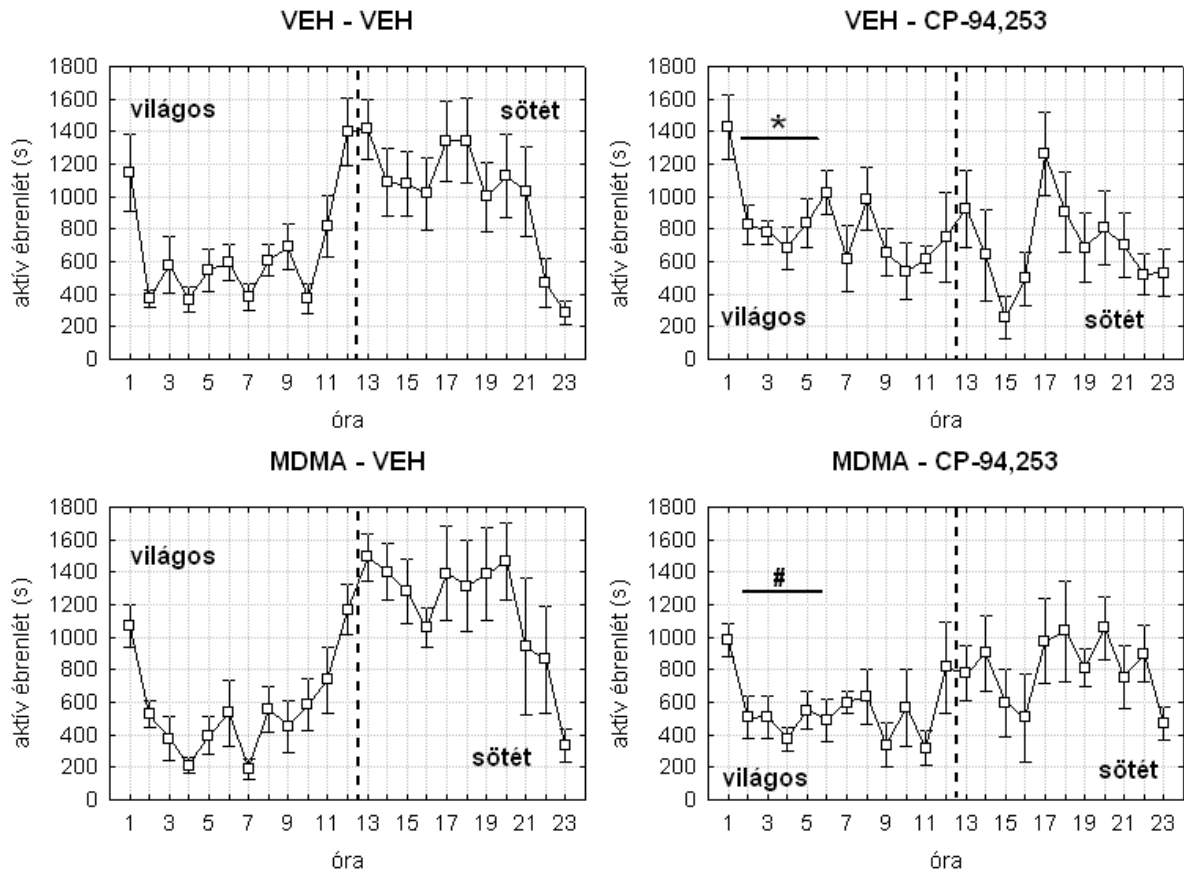 VEH - VEH
aktív ébrenlét (s)
1800
1600
1400
1200
1000
800
600
400
200
0
világos
sötét
1 3 5 7 9 11 13 15 17 19 21 23
óra
VEH - CP-94,253
aktív ébrenlét (s)
1800
1600
1400
1200
1000
800
600
400
200
0
*
világos
sötét
1 3 5 7 9 11 13 15 17 19 21 23
óra
MDMA - VEH
aktív ébrenlét (s)
1800
1600
1400
1200
1000
800
600
400
200
0
világos
sötét
1 3 5 7 9 11 13 15 17 19 21 23
óra
MDMA - CP-94,253
aktív ébrenlét (s)
1800
1600
1400
1200
1000
800
600
400
200
0
#
világos
sötét
1 3 5 7 9 11 13 15 17 19 21 23
óra